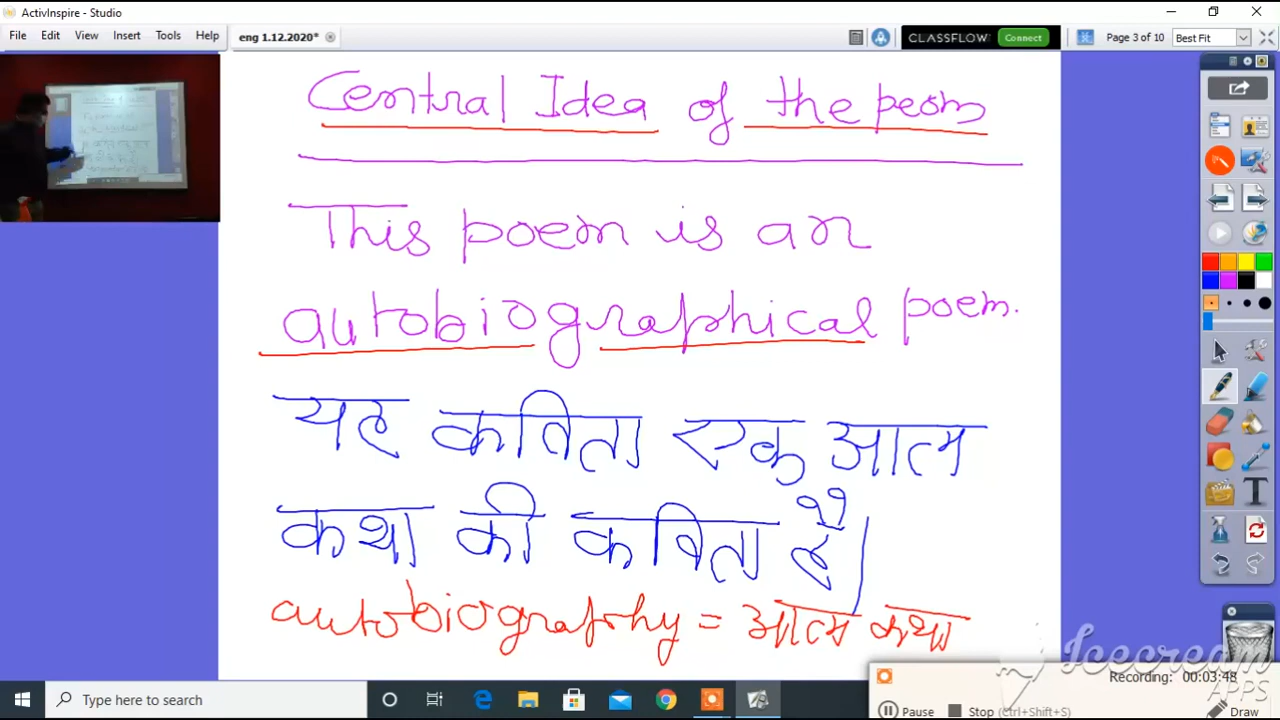 ActivInspire - Studio
File Edit View Insert Tools Help
eng 1.12.2020*
CLASSFLOW Connect
Page 3 of 10 Best Fit
Central Idea of the peom
This poem is an
autobiographical poem.
यह कविता एक आत्म
कथा की कविता है।
autobiography = आत्म कथा
Icecream
APPS
Recording: 00:03:48
Pause Stop (Ctrl+Shift+S) Draw
Type here to search